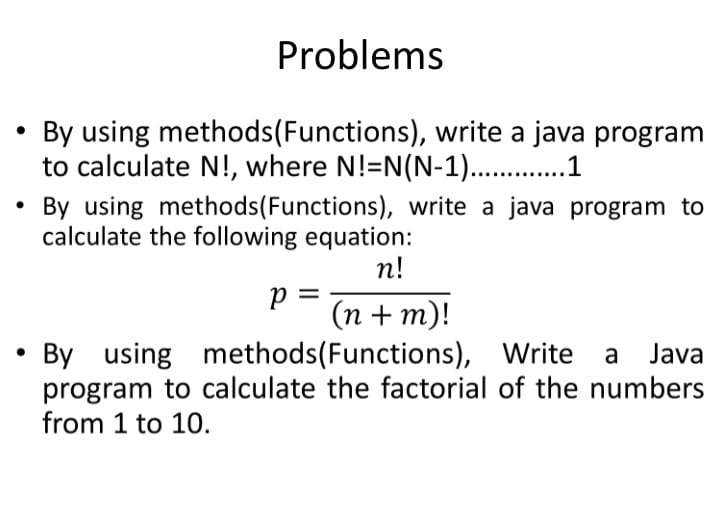 Problems
• By using methods(Functions), write a java program
to calculate N!, where N!=N(N-1).............1
• By using methods(Functions), write a java program to
calculate the following equation:
n!
p =
(n + m)!
• By using methods(Functions), Write a Java
program to calculate the factorial of the numbers
from 1 to 10.